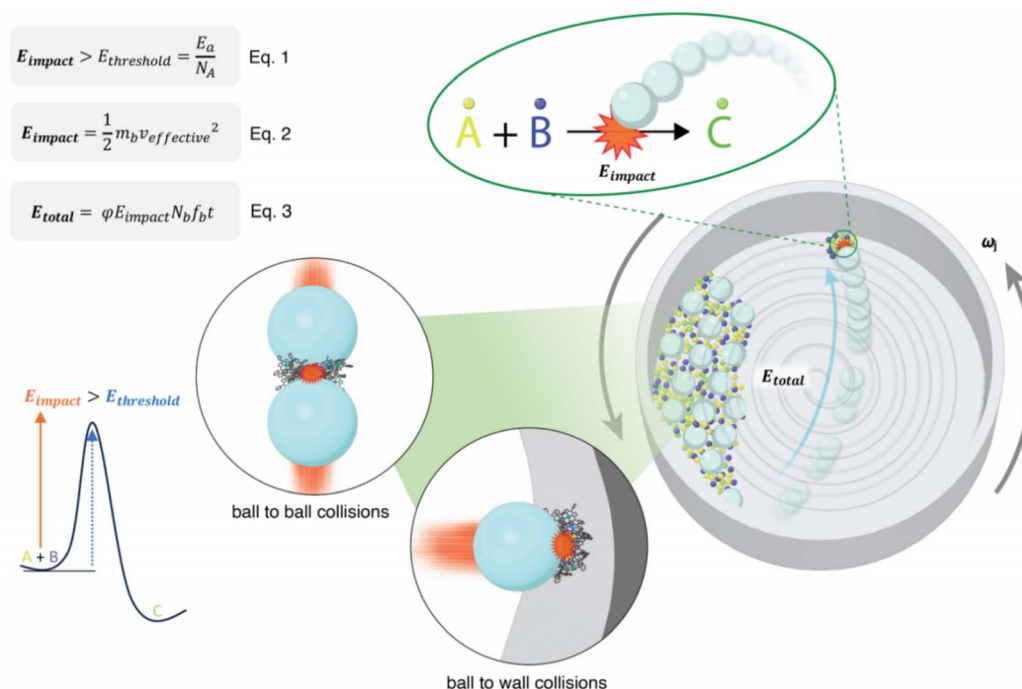 E_impact > E_threshold = E_a / N_A Eq. 1
E_impact = 1/2 m_b v_effective² Eq. 2
E_total = φE_impact N_b f_b t Eq. 3
A + B C
E_impact
ω_j
E_total
E_impact > E_threshold
A + B
C
ball to ball collisions
ball to wall collisions